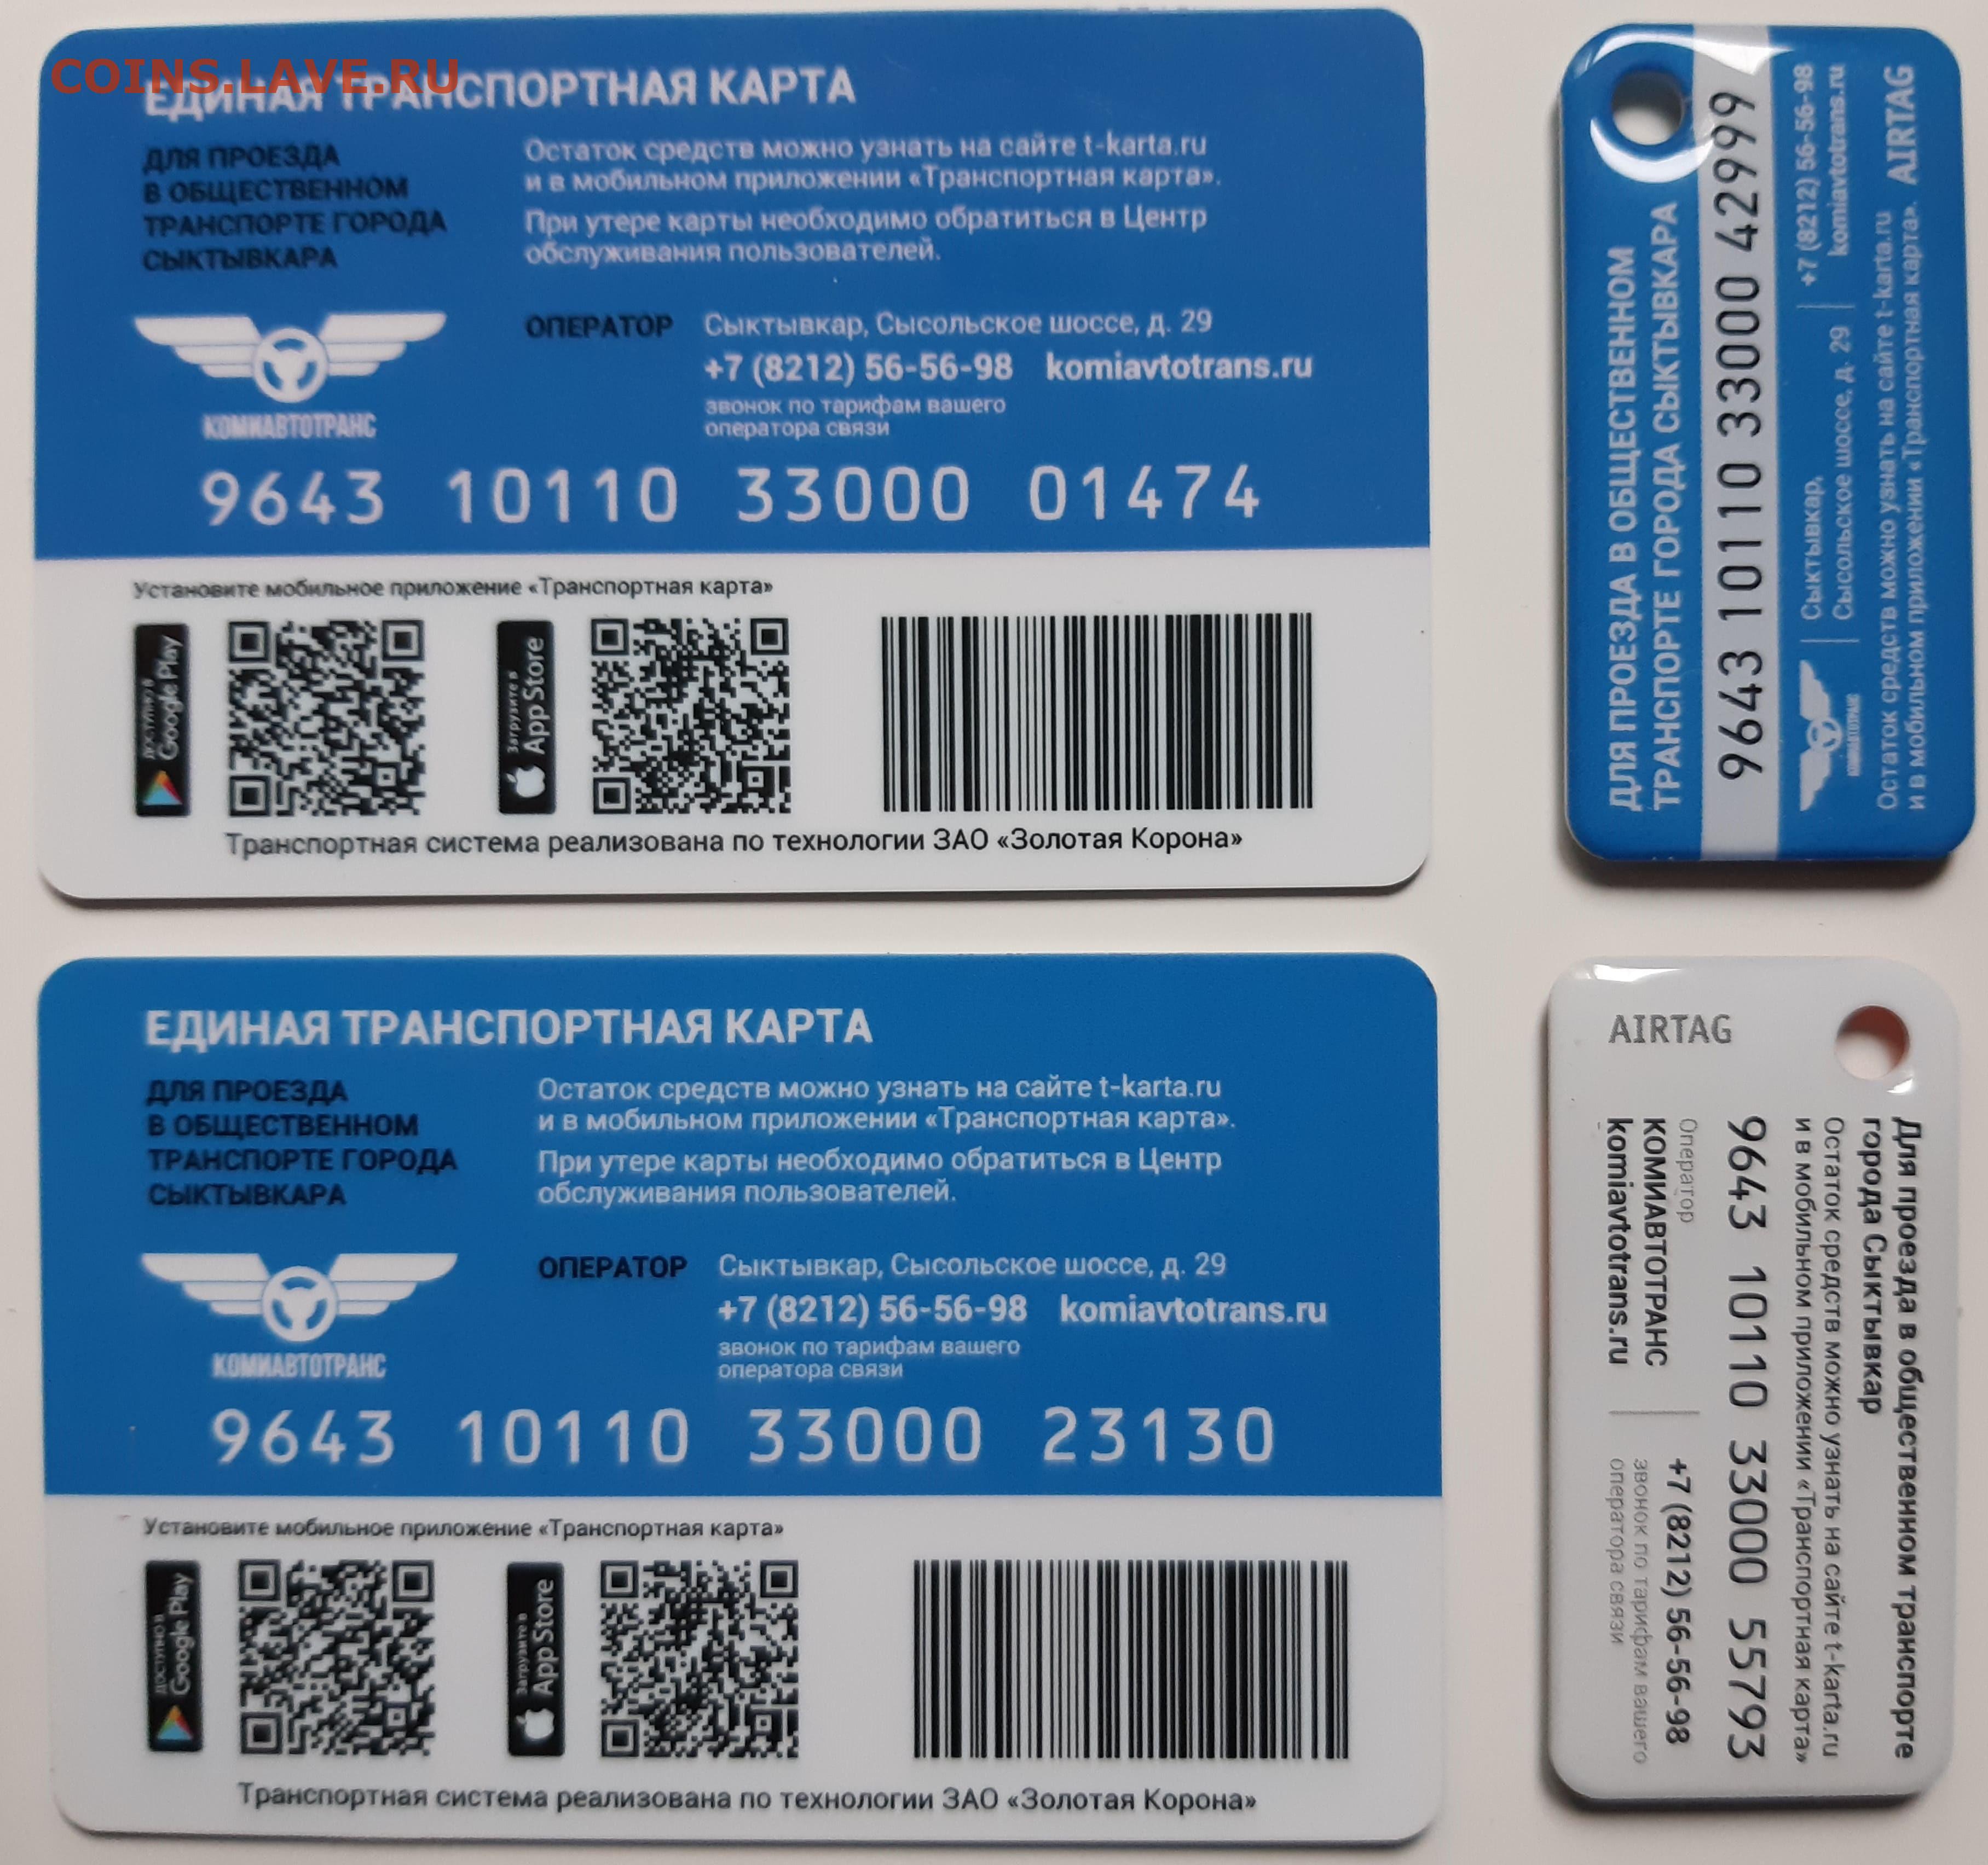 COINS.LAVE.RU
ЕДИНАЯ ТРАНСПОРТНАЯ КАРТА
ДЛЯ ПРОЕЗДА
В ОБЩЕСТВЕННОМ
ТРАНСПОРТЕ ГОРОДА
СЫКТЫВКАРА
Остаток средств можно узнать на сайте t-karta.ru
и в мобильном приложении «Транспортная карта».
При утере карты необходимо обратиться в Центр
обслуживания пользователей.
КОМИАВТОТРАНС
ОПЕРАТОР Сыктывкар, Сысольское шоссе, д. 29
+7 (8212) 56-56-98 komiavtotrans.ru
звонок по тарифам вашего
оператора связи
9643 10110 33000 01474
Установите мобильное приложение «Транспортная карта»
ДОСТУПНО В
Google Play
Загрузите в
App Store
Транспортная система реализована по технологии ЗАО «Золотая Корона»
ДЛЯ ПРОЕЗДА В ОБЩЕСТВЕННОМ
ТРАНСПОРТЕ ГОРОДА СЫКТЫВКАРА
9643 10110 33000 42999
КОМИАВТОТРАНС
Сыктывкар,
Сысольское шоссе, д. 29
+7 (8212) 56-56-98
komiavtotrans.ru
Остаток средств можно узнать на сайте t-karta.ru
и в мобильном приложении «Транспортная карта».
AIRTAG
ЕДИНАЯ ТРАНСПОРТНАЯ КАРТА
ДЛЯ ПРОЕЗДА
В ОБЩЕСТВЕННОМ
ТРАНСПОРТЕ ГОРОДА
СЫКТЫВКАРА
Остаток средств можно узнать на сайте t-karta.ru
и в мобильном приложении «Транспортная карта».
При утере карты необходимо обратиться в Центр
обслуживания пользователей.
КОМИАВТОТРАНС
ОПЕРАТОР Сыктывкар, Сысольское шоссе, д. 29
+7 (8212) 56-56-98 komiavtotrans.ru
звонок по тарифам вашего
оператора связи
9643 10110 33000 23130
Установите мобильное приложение «Транспортная карта»
ДОСТУПНО В
Google Play
Загрузите в
App Store
Транспортная система реализована по технологии ЗАО «Золотая Корона»
AIRTAG
Для проезда в общественном транспорте
города Сыктывкар
Остаток средств можно узнать на сайте t-karta.ru
и в мобильном приложении «Транспортная карта»
9643 10110 33000 55793
Оператор
КОМИАВТОТРАНС
komiavtotrans.ru
+7 (8212) 56-56-98
звонок по тарифам вашего
оператора связи